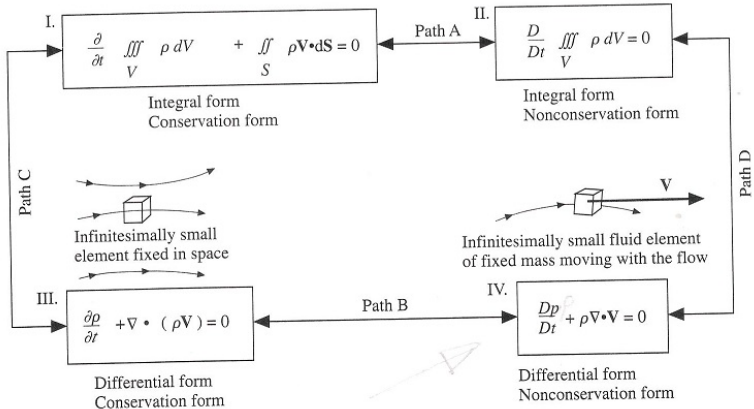 I.
∂/∂t ∭_V ρ dV + ∬_S ρV•dS = 0
Integral form
Conservation form
Path A
II.
D/Dt ∭_V ρ dV = 0
Integral form
Nonconservation form
Path C
Path D
Infinitesimally small
element fixed in space
V
Infinitesimally small fluid element
of fixed mass moving with the flow
III.
∂ρ/∂t +∇ • (ρV) = 0
Differential form
Conservation form
Path B
IV.
Dp/Dt + ρ∇•V = 0
Differential form
Nonconservation form